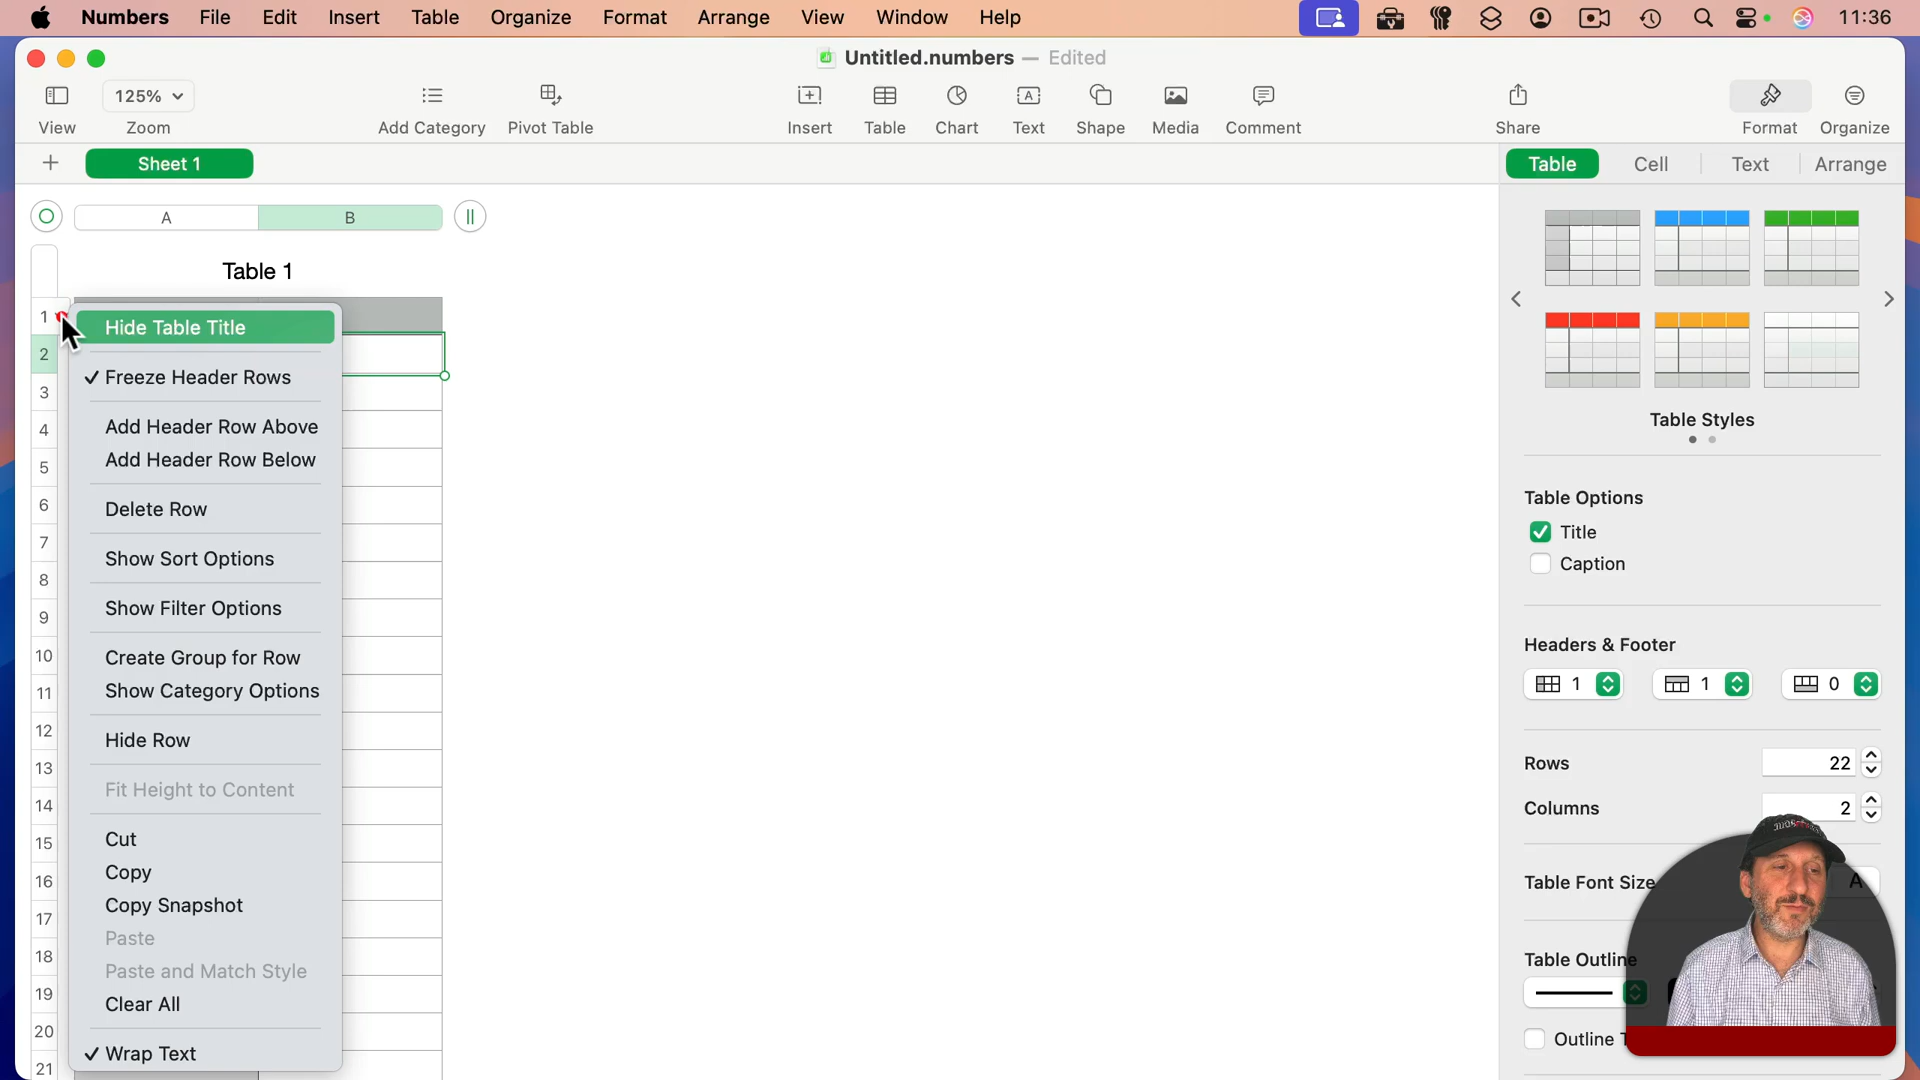 Numbers File Edit Insert Table Organize Format Arrange View Window Help 11:36
Untitled.numbers — Edited
125%
View Zoom Add Category Pivot Table Insert Table Chart Text Shape Media Comment Share Format Organize
+ Sheet 1 Table Cell Text Arrange
A B
Table 1
1
2
3
4
5
6
7
8
9
10
11
12
13
14
15
16
17
18
19
20
21
Hide Table Title
✓ Freeze Header Rows
Add Header Row Above
Add Header Row Below
Delete Row
Show Sort Options
Show Filter Options
Create Group for Row
Show Category Options
Hide Row
Fit Height to Content
Cut
Copy
Copy Snapshot
Paste
Paste and Match Style
Clear All
✓ Wrap Text
Table Styles
Table Options
Title
Caption
Headers & Footer
1 1 0
Rows 22
Columns 2
Table Font Size A
Table Outline
Outline T